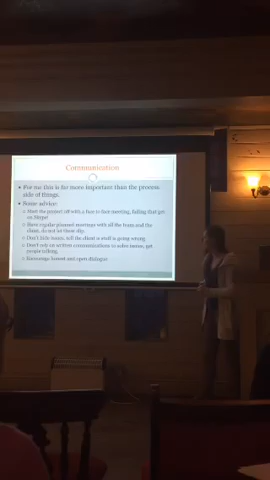 Communication
• For me this is far more important than the process
side of things.
• Some advice:
Start the project off with a face to face meeting, failing that get
on Skype
Have regular planned meetings with all the team and the
client, do not let these slip.
Don't hide issues, tell the client if stuff is going wrong.
Don't rely on written communications to solve issues, get
people talking.
Encourage honest and open dialogue